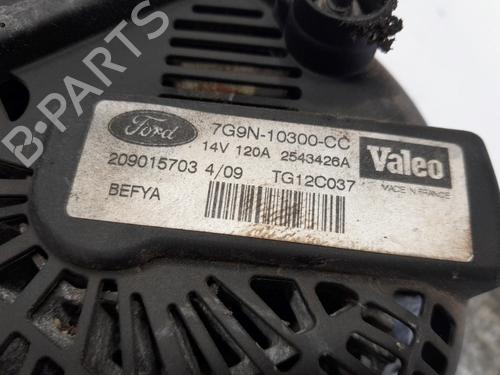 Ford
7G9N-10300-CC
14V 120A 2543426A
209015703 4/09 TG12C037
BEFYA
Valeo
MADE IN FRANCE
B-PARTS